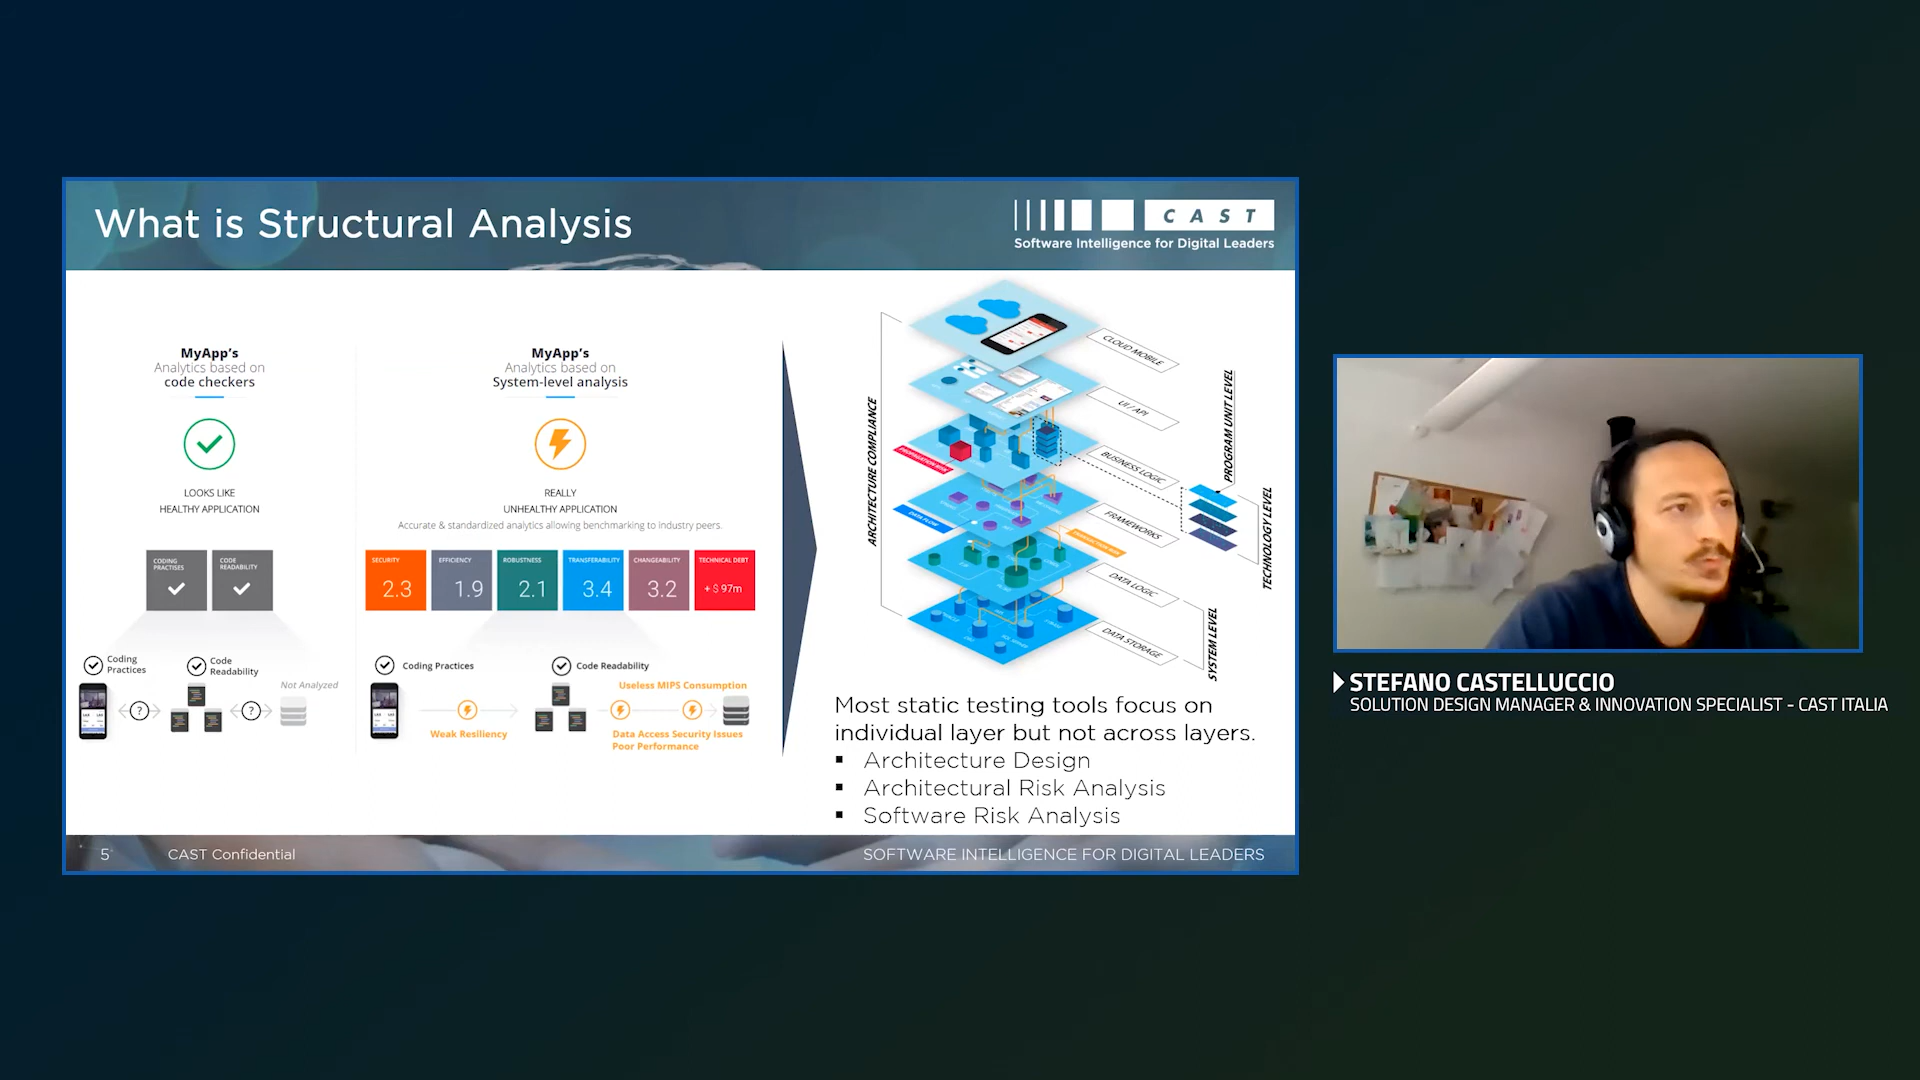 What is Structural Analysis
CAST
Software Intelligence for Digital Leaders
MyApp's
Analytics based on
code checkers
LOOKS LIKE
HEALTHY APPLICATION
CODING
PRACTISES
CODE
READABILITY
Coding
Practices
Code
Readability
Not Analyzed
?
?
MyApp's
Analytics based on
System-level analysis
REALLY
UNHEALTHY APPLICATION
Accurate & standardized analytics allowing benchmarking to industry peers.
SECURITY
2.3
EFFICIENCY
1.9
ROBUSTNESS
2.1
TRANSFERABILITY
3.4
CHANGEABILITY
3.2
TECHNICAL DEBT
+ $ 97m
Coding Practices
Code Readability
Useless MIPS Consumption
Weak Resiliency
Data Access Security Issues
Poor Performance
ARCHITECTURE COMPLIANCE
CLOUD MOBILE
UI / API
BUSINESS LOGIC
FRAMEWORKS
DATA LOGIC
DATA STORAGE
PROPAGATION RISK
DATA FLOW
TRANSACTION RISK
PROGRAM UNIT LEVEL
TECHNOLOGY LEVEL
SYSTEM LEVEL
Most static testing tools focus on
individual layer but not across layers.
▪ Architecture Design
▪ Architectural Risk Analysis
▪ Software Risk Analysis
5
CAST Confidential
SOFTWARE INTELLIGENCE FOR DIGITAL LEADERS
STEFANO CASTELLUCCIO
SOLUTION DESIGN MANAGER & INNOVATION SPECIALIST - CAST ITALIA